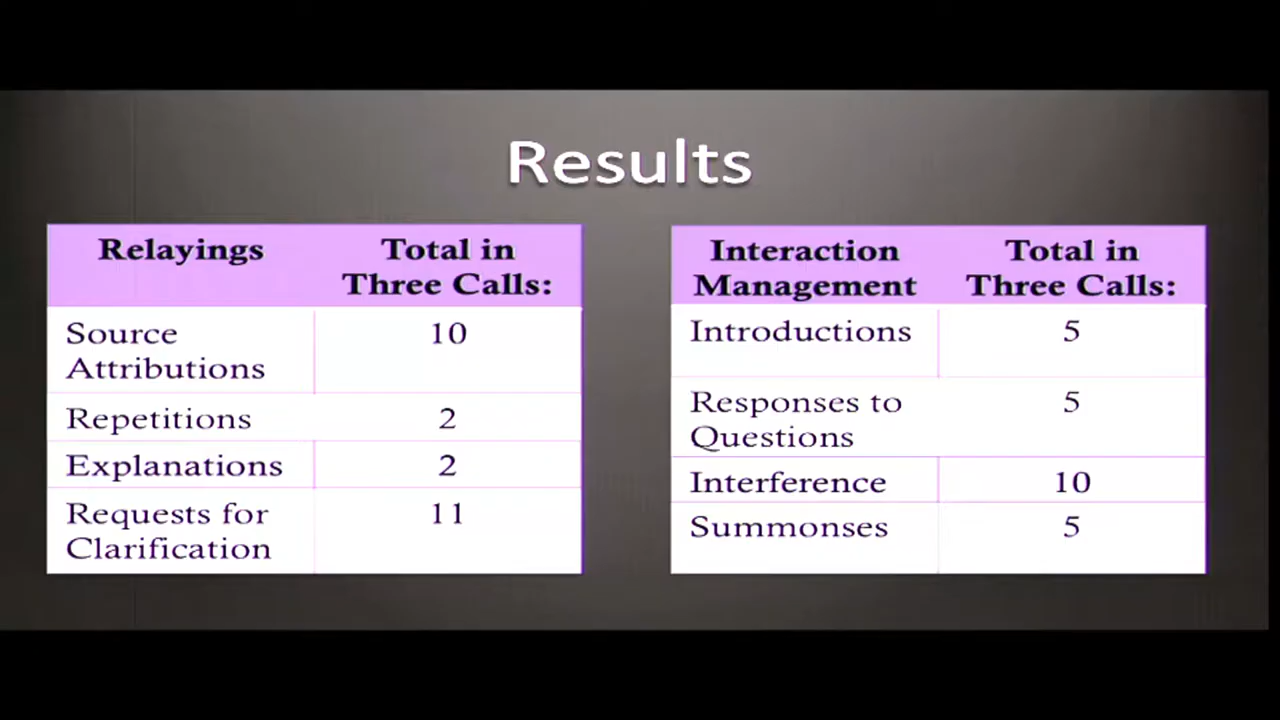 Results
Relayings
Total in
Three Calls:
Source
Attributions
10
Repetitions
2
Explanations
2
Requests for
Clarification
11
Interaction
Management
Total in
Three Calls:
Introductions
5
Responses to
Questions
5
Interference
10
Summonses
5